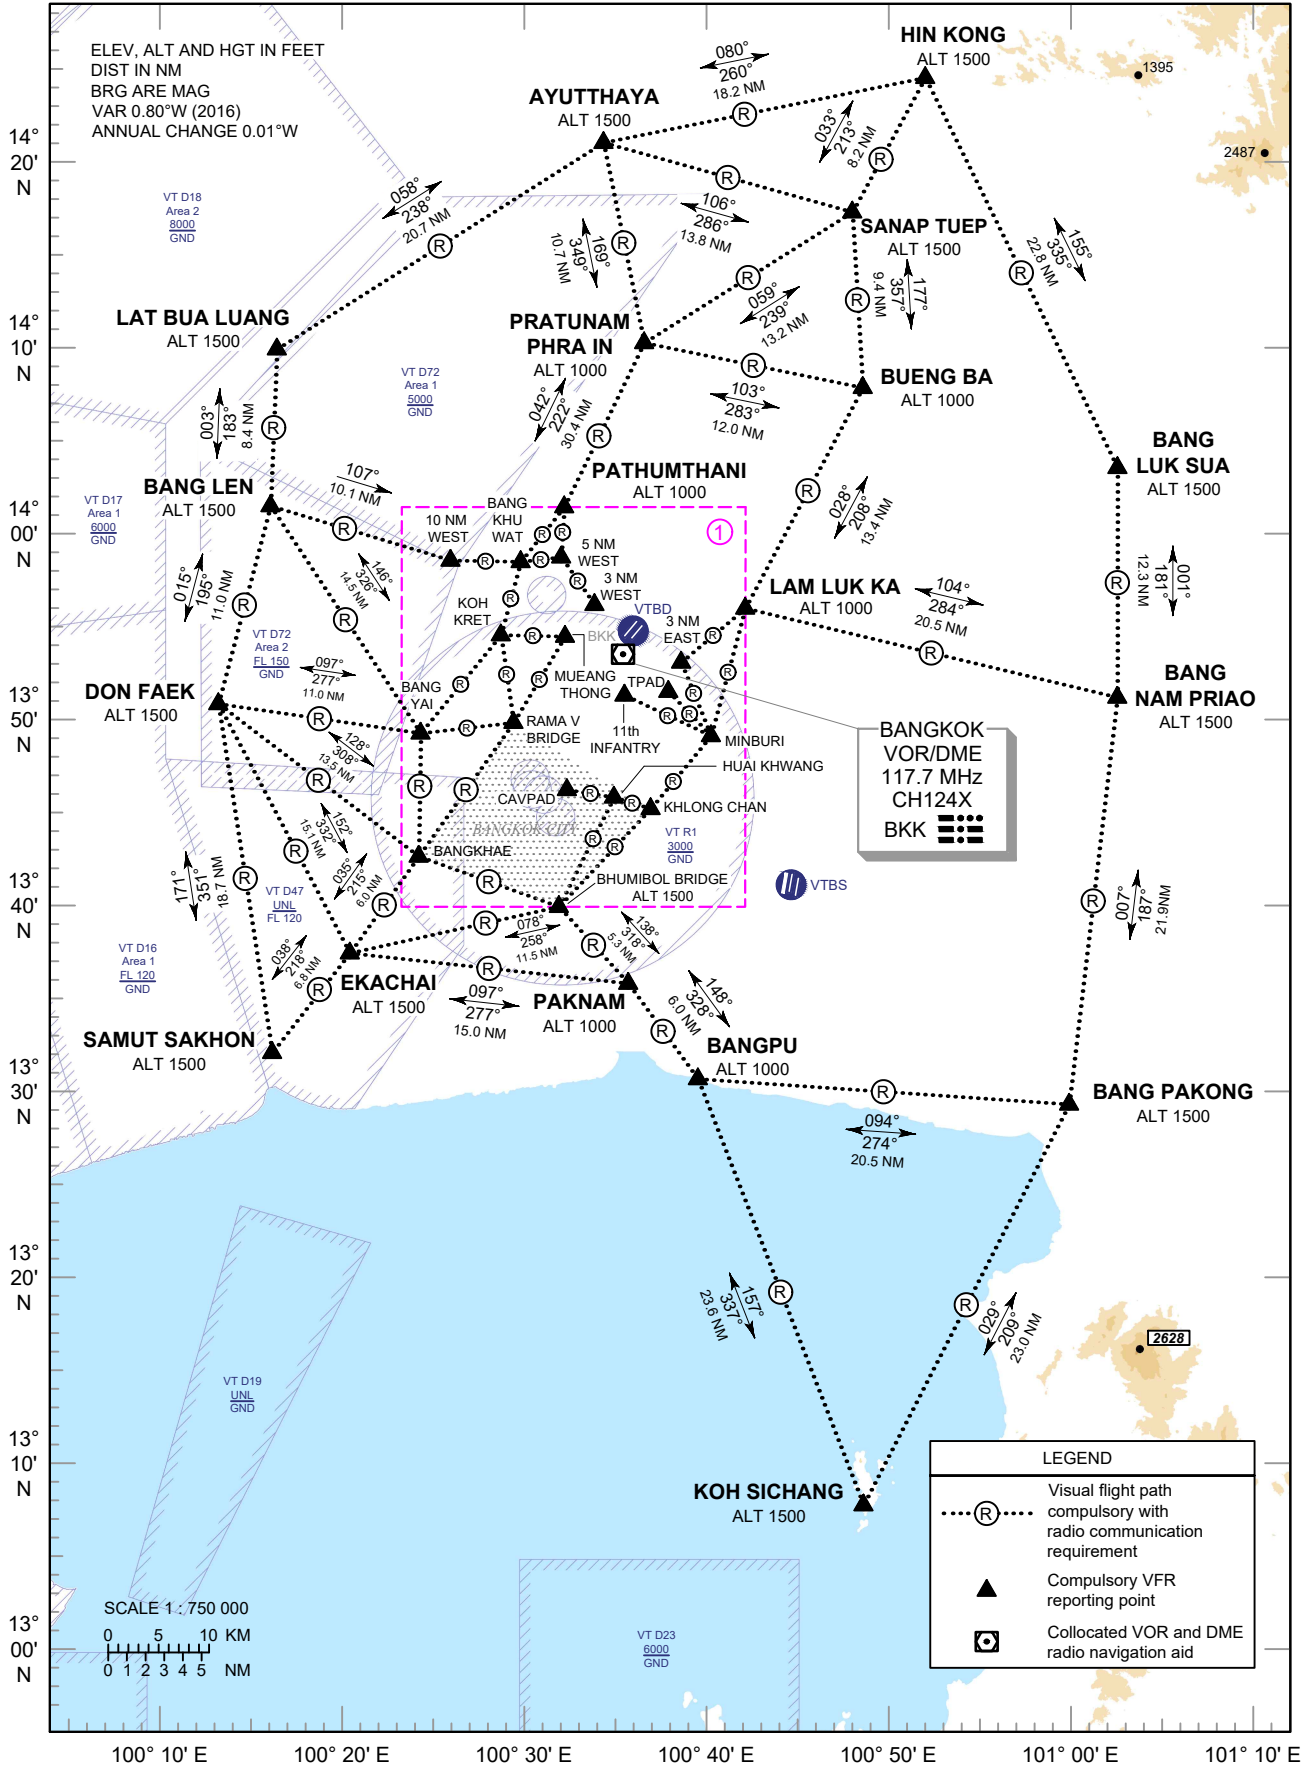 ELEV, ALT AND HGT IN FEET
DIST IN NM
BRG ARE MAG
VAR 0.80°W (2016)
ANNUAL CHANGE 0.01°W
HIN KONG
ALT 1500
1395
2487
080°
260°
18.2 NM
AYUTTHAYA
ALT 1500
033°
213°
8.2 NM
14°
20'
N
VT D18
Area 2
8000
GND
058°
238°
20.7 NM
106°
286°
13.8 NM
SANAP TUEP
ALT 1500
169°
349°
10.7 NM
155°
335°
22.8 NM
177°
357°
9.4 NM
059°
239°
13.2 NM
LAT BUA LUANG
ALT 1500
14°
10'
N
PRATUNAM
PHRA IN
ALT 1000
VT D72
Area 1
5000
GND
BUENG BA
ALT 1000
103°
283°
12.0 NM
042°
222°
30.4 NM
003°
183°
8.4 NM
BANG
LUK SUA
ALT 1500
PATHUMTHANI
ALT 1000
107°
10.1 NM
BANG LEN
ALT 1500
VT D17
Area 1
6000
GND
14°
00'
N
10 NM
WEST
BANG
KHU
WAT
5 NM
WEST
3 NM
WEST
1
028°
208°
13.4 NM
146°
326°
14.5 NM
015°
195°
11.0 NM
001°
181°
12.3 NM
LAM LUK KA
ALT 1000
104°
284°
20.5 NM
KOH
KRET
VTBD
BKK
3 NM
EAST
VT D72
Area 2
FL 150
GND
097°
277°
11.0 NM
DON FAEK
ALT 1500
13°
50'
N
BANG
YAI
MUEANG
THONG
TPAD
11th
INFANTRY
RAMA V
BRIDGE
MINBURI
BANG
NAM PRIAO
ALT 1500
128°
308°
13.5 NM
HUAI KHWANG
CAVPAD
KHLONG CHAN
BANGKOK
VOR/DME
117.7 MHz
CH124X
BKK
BANGKOK CITY
VT R1
3000
GND
152°
332°
15.1 NM
BANGKHAE
035°
215°
6.0 NM
171°
351°
18.7 NM
VT D47
UNL
FL 120
BHUMIBOL BRIDGE
ALT 1500
VTBS
13°
40'
N
007°
187°
21.9NM
078°
258°
11.5 NM
138°
318°
5.3 NM
038°
218°
6.8 NM
VT D16
Area 1
FL 120
GND
EKACHAI
ALT 1500
097°
277°
15.0 NM
PAKNAM
ALT 1000
148°
328°
6.0 NM
SAMUT SAKHON
ALT 1500
BANGPU
ALT 1000
13°
30'
N
BANG PAKONG
ALT 1500
094°
274°
20.5 NM
13°
20'
N
157°
337°
23.6 NM
029°
209°
23.0 NM
2628
VT D19
UNL
GND
13°
10'
N
KOH SICHANG
ALT 1500
LEGEND
R
Visual flight path
compulsory with
radio communication
requirement
Compulsory VFR
reporting point
Collocated VOR and DME
radio navigation aid
SCALE 1 : 750 000
0 5 10 KM
0 1 2 3 4 5 NM
13°
00'
N
VT D23
6000
GND
100° 10' E
100° 20' E
100° 30' E
100° 40' E
100° 50' E
101° 00' E
101° 10' E